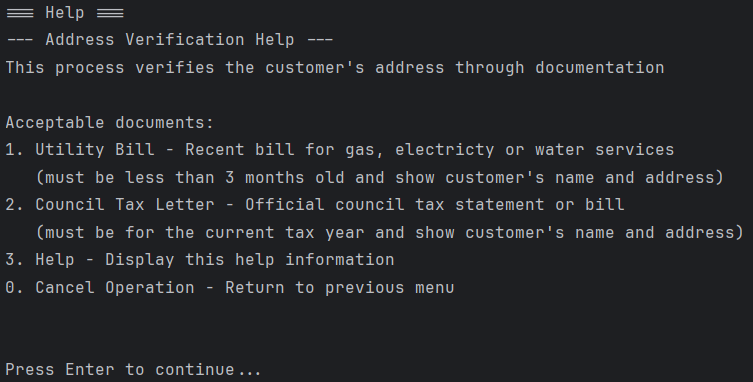 === Help ===
--- Address Verification Help ---
This process verifies the customer's address through documentation
Acceptable documents:
1. Utility Bill - Recent bill for gas, electricty or water services
(must be less than 3 months old and show customer's name and address)
2. Council Tax Letter - Official council tax statement or bill
(must be for the current tax year and show customer's name and address)
3. Help - Display this help information
0. Cancel Operation - Return to previous menu
Press Enter to continue...